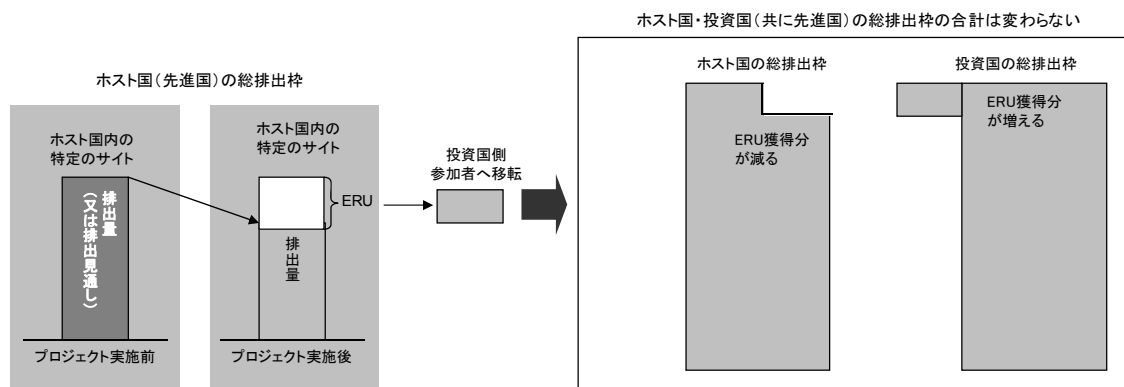 ホスト国・投資国(共に先進国)の総排出枠の合計は変わらない
ホスト国(先進国)の総排出枠
ホスト国内の
特定のサイト
排出量
(又は排出見通し)
プロジェクト実施前
ホスト国内の
特定のサイト
ERU
排出量
プロジェクト実施後
投資国側
参加者へ移転
ホスト国の総排出枠
ERU獲得分
が減る
投資国の総排出枠
ERU獲得分
が増える